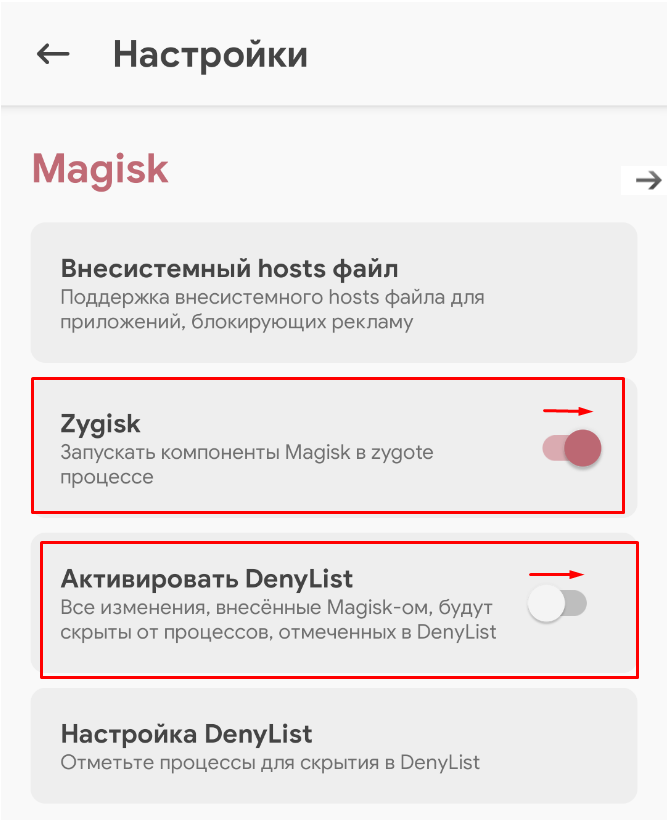 Настройки
Magisk
Внесистемный hosts файл
Поддержка внесистемного hosts файла для
приложений, блокирующих рекламу
Zygisk
Запускать компоненты Magisk в zygote
процессе
Активировать DenyList
Все изменения, внесённые Magisk-ом, будут
скрыты от процессов, отмеченных в DenyList
Настройка DenyList
Отметьте процессы для скрытия в DenyList